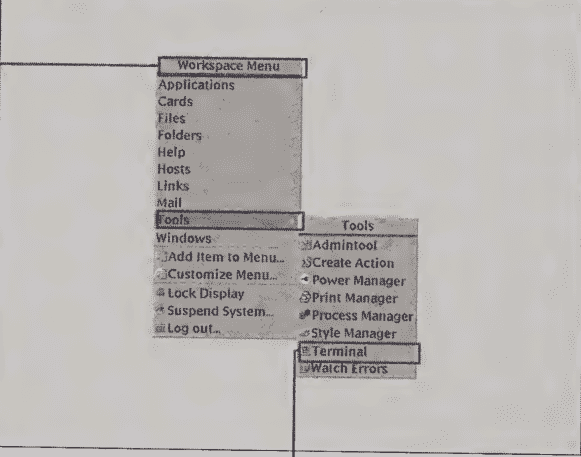 Workspace Menu
Applications
Cards
Files
Folders
Help
Hosts
Links
Mail
Tools
Windows
Add Item to Menu...
Customize Menu...
Lock Display
Suspend System...
Log out...
Tools
Admintool
Create Action
Power Manager
Print Manager
Process Manager
Style Manager
Terminal
Watch Errors